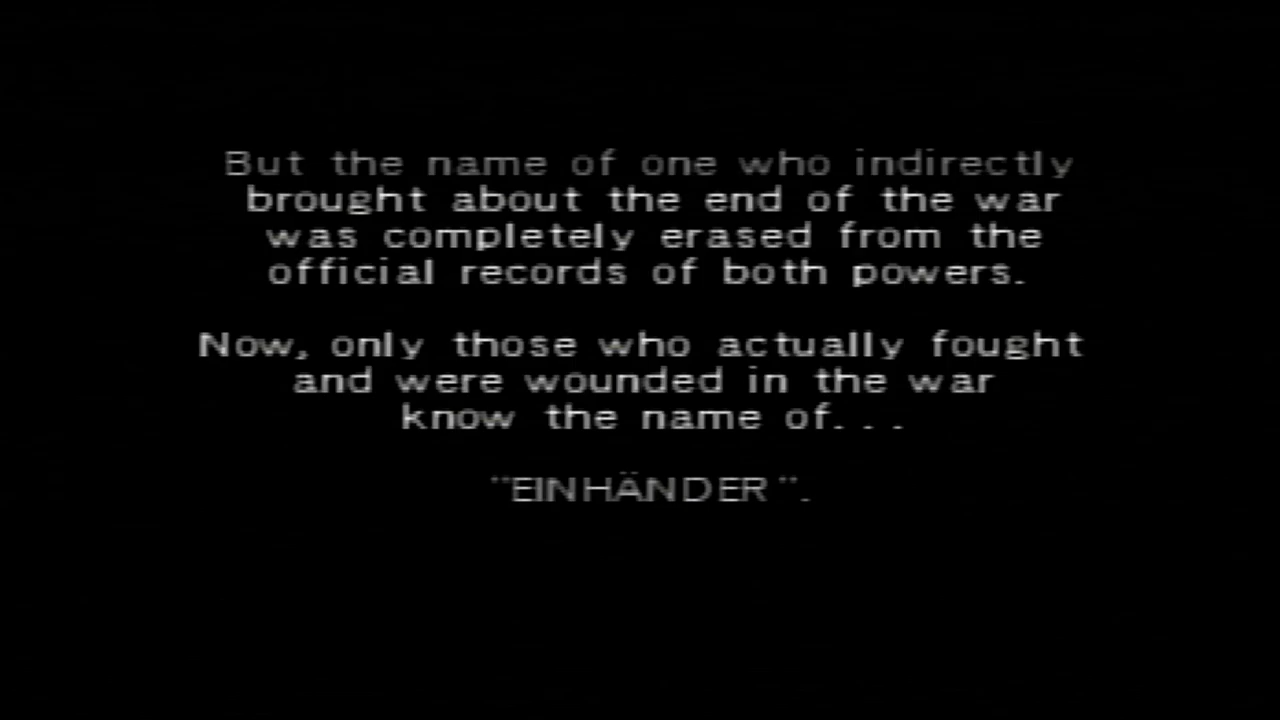 But the name of one who indirectly
brought about the end of the war
was completely erased from the
official records of both powers.
Now, only those who actually fought
and were wounded in the war
know the name of...
"EINHÄNDER".